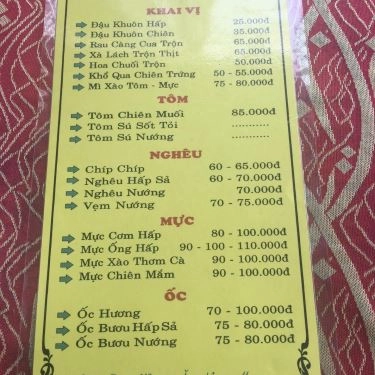 KHAI VỊ
Đậu Khuôn Hấp 25.000đ
Đậu Khuôn Chiên 35.000đ
Rau Càng Cua Trộn 65.000đ
Xà Lách Trộn Thịt 65.000đ
Hoa Chuối Trộn 50.000đ
Khổ Qua Chiên Trứng 50 - 55.000đ
Mì Xào Tôm - Mực 75 - 80.000đ
TÔM
Tôm Chiên Muối 85.000đ
Tôm Sú Sốt Tỏi ...........
Tôm Sú Nướng ...........
NGHÊU
Chíp Chíp 60 - 65.000đ
Nghêu Hấp Sả 60 - 70.000đ
Nghêu Nướng 70.000đ
Vẹm Nướng 70 - 75.000đ
MỰC
Mực Cơm Hấp 80 - 100.000đ
Mực Ống Hấp 90 - 100 - 110.000đ
Mực Xào Thơm Cà 90 - 100.000đ
Mực Chiên Mắm 90 - 100.000đ
ỐC
Ốc Hương 70 - 100.000đ
Ốc Bươu Hấp Sả 75 - 80.000đ
Ốc Bươu Nướng 75 - 80.000đ